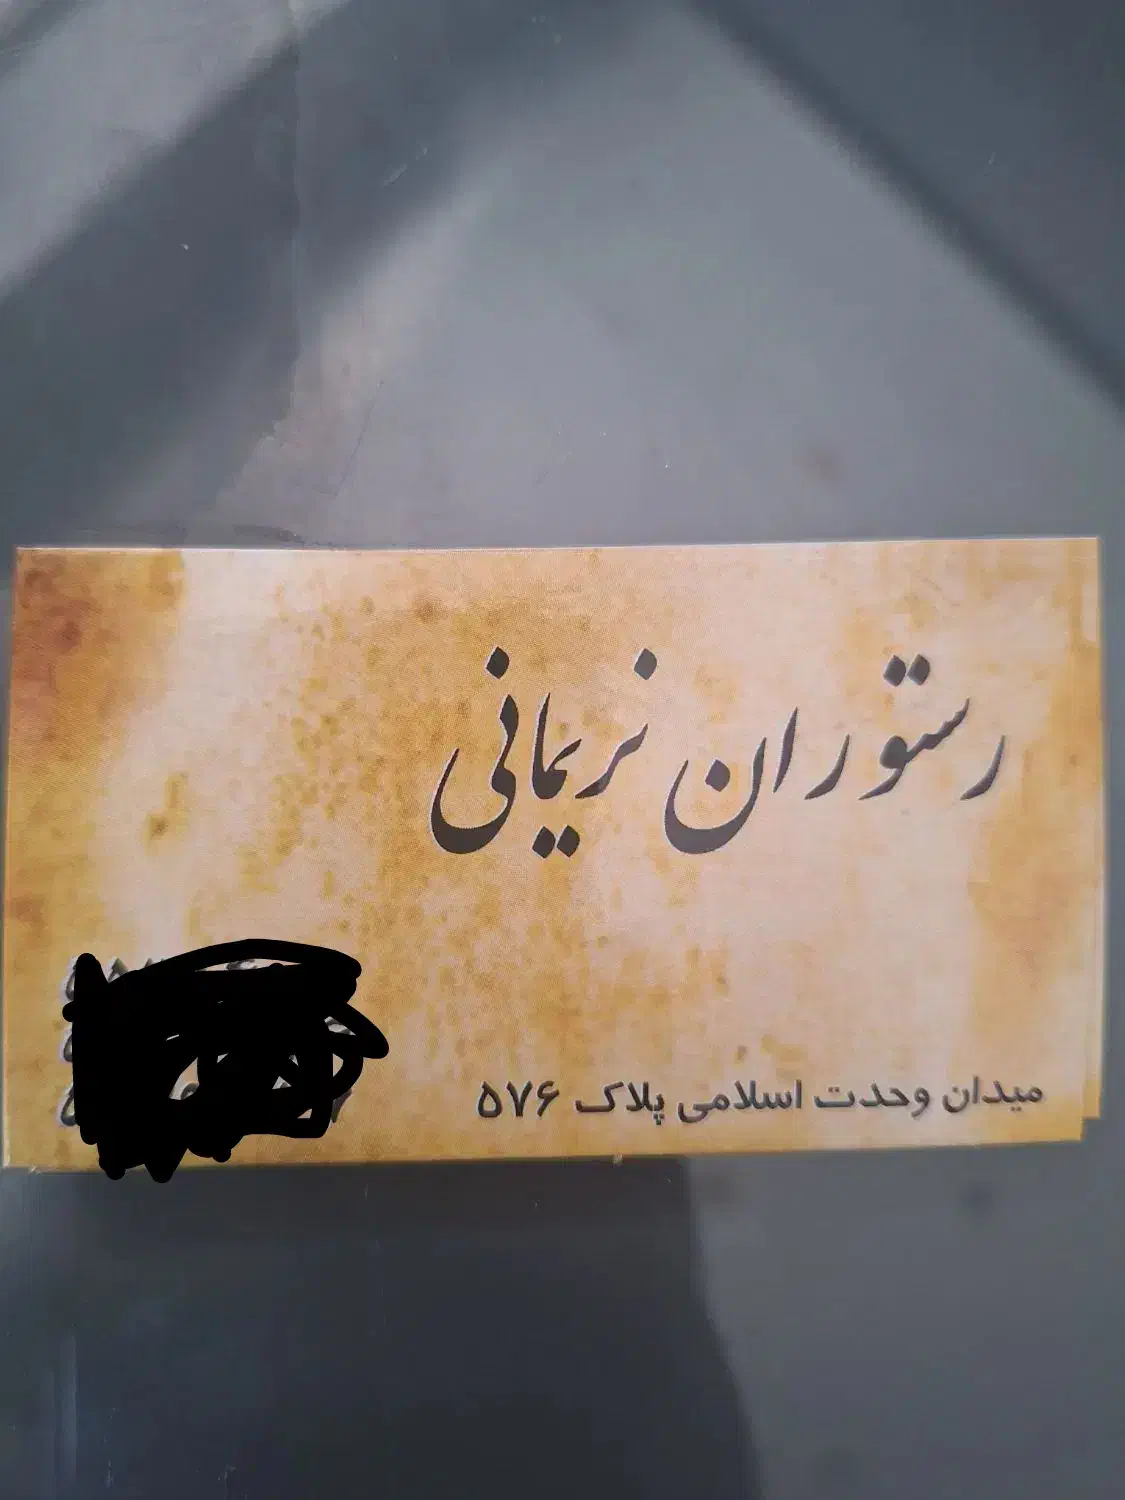 رستوران نریمانی
میدان وحدت اسلامی پلاک ۵۷۶